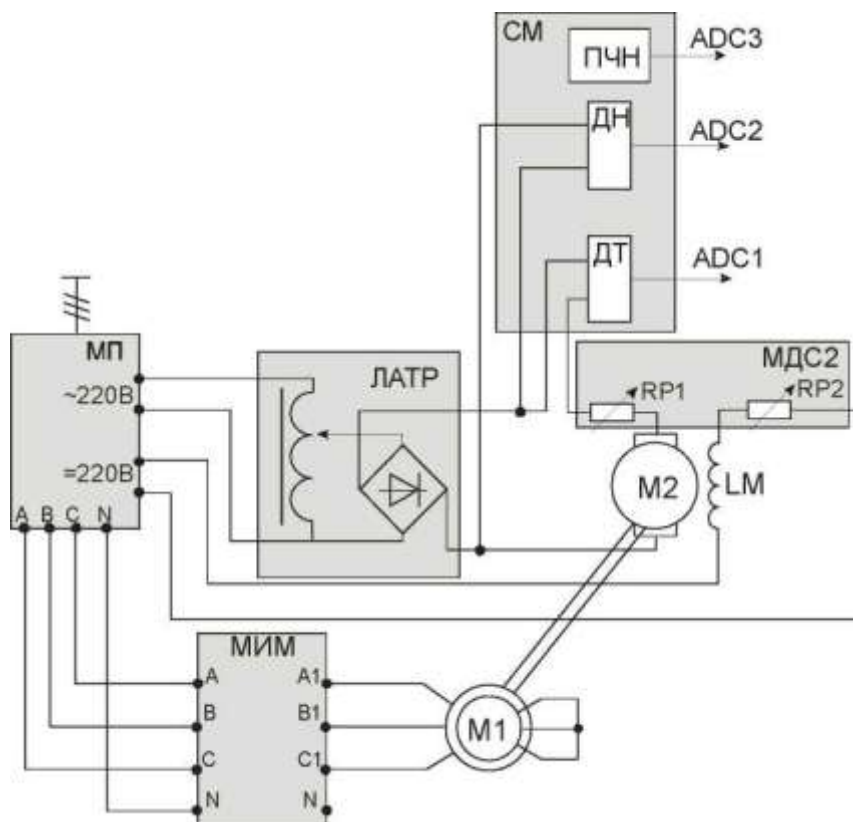 СМ
ПЧН
ADC3
ДН
ADC2
ДТ
ADC1
МП
~220В
=220В
A B C N
ЛАТР
МДС2
RP1
RP2
M2
LM
МИМ
A A1
B B1
C C1
N N
M1